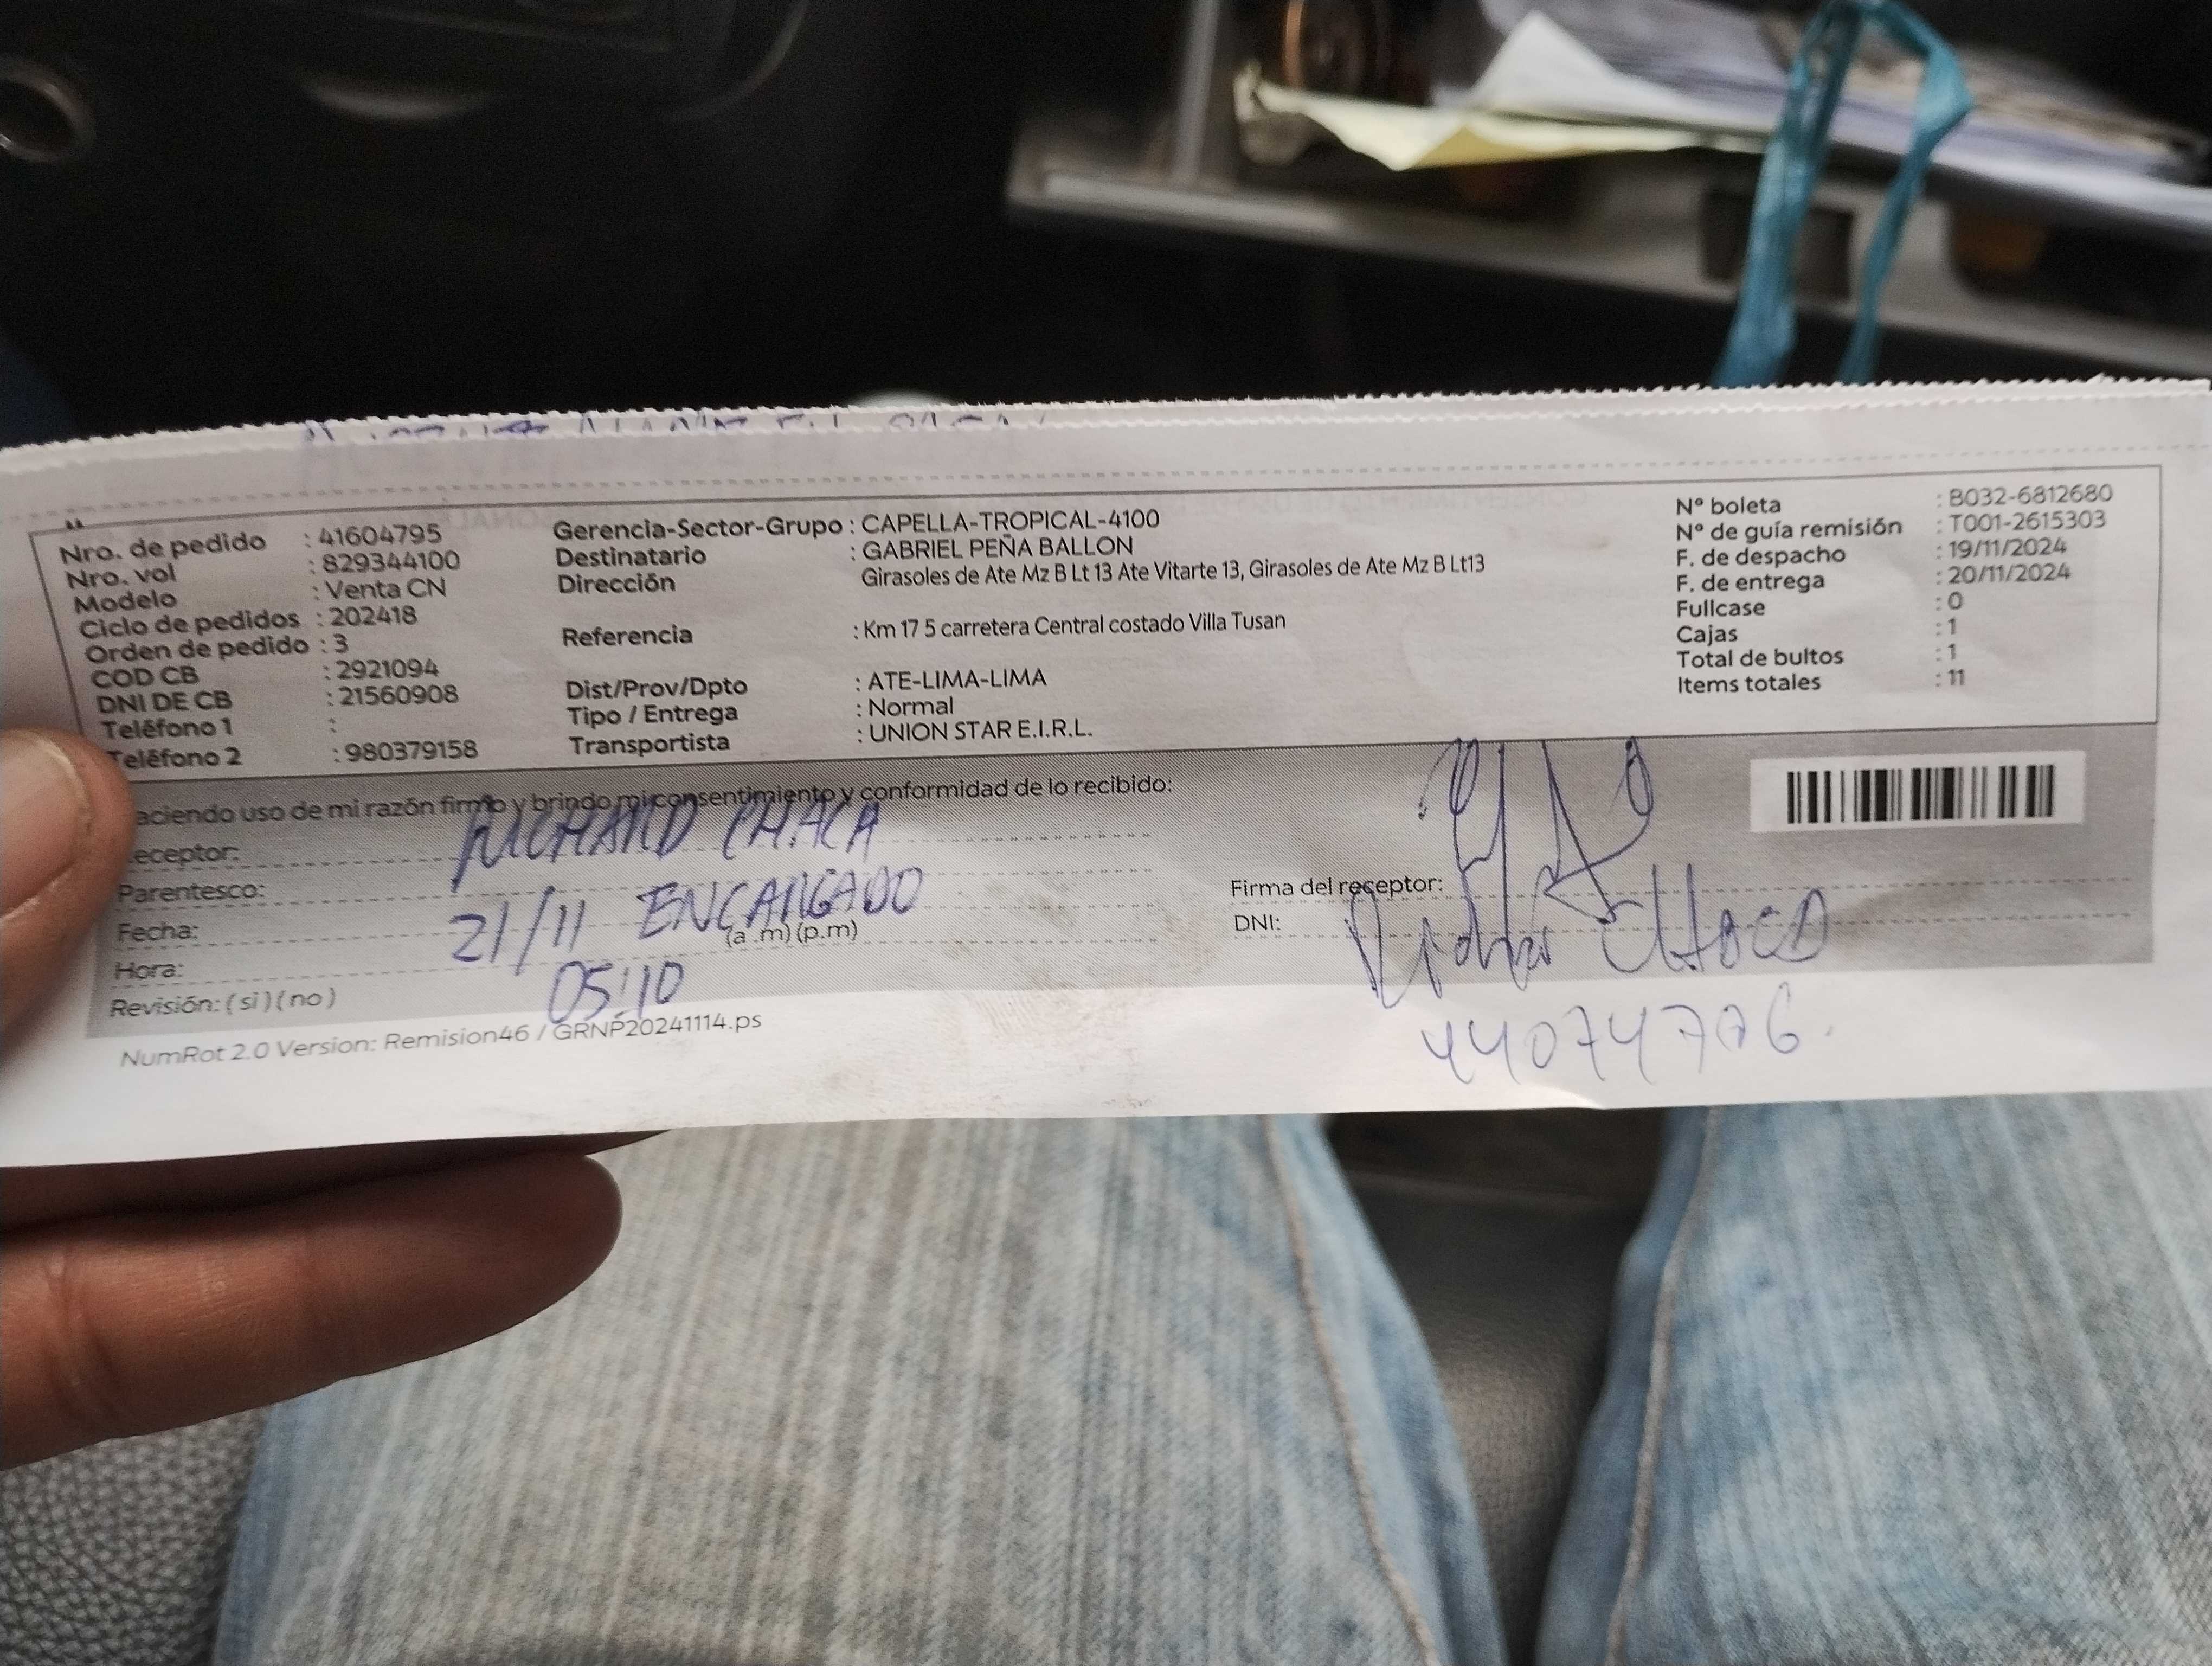 Nro. de pedido : 41604795
Nro. vol : 829344100
Modelo : Venta CN
Ciclo de pedidos : 202418
Orden de pedido : 3
COD CB : 2921094
DNI DE CB : 21560908
Teléfono 1 :
Teléfono 2 : 980379158
Gerencia-Sector-Grupo : CAPELLA-TROPICAL-4100
Destinatario : GABRIEL PEÑA BALLON
Dirección Girasoles de Ate Mz B Lt 13 Ate Vitarte 13, Girasoles de Ate Mz B Lt13
Referencia : Km 17 5 carretera Central costado Villa Tusan
Dist/Prov/Dpto : ATE-LIMA-LIMA
Tipo / Entrega : Normal
Transportista : UNION STAR E.I.R.L.
Nº boleta : B032-6812680
Nº de guía remisión : T001-2615303
F. de despacho : 19/11/2024
F. de entrega : 20/11/2024
Fullcase : 0
Cajas : 1
Total de bultos : 1
Items totales : 11
aciendo uso de mi razón firmo y brindo mi consentimiento y conformidad de lo recibido:
eceptor: RICHARD CHACA
Parentesco: ENCARGADO
Fecha: 21/11
(a .m) (p.m)
Hora: 05:10
Revisión: ( si ) ( no )
Firma del receptor:
DNI:
CHACA
44074776.
NumRot 2.0 Version: Remision46 / GRNP20241114.ps